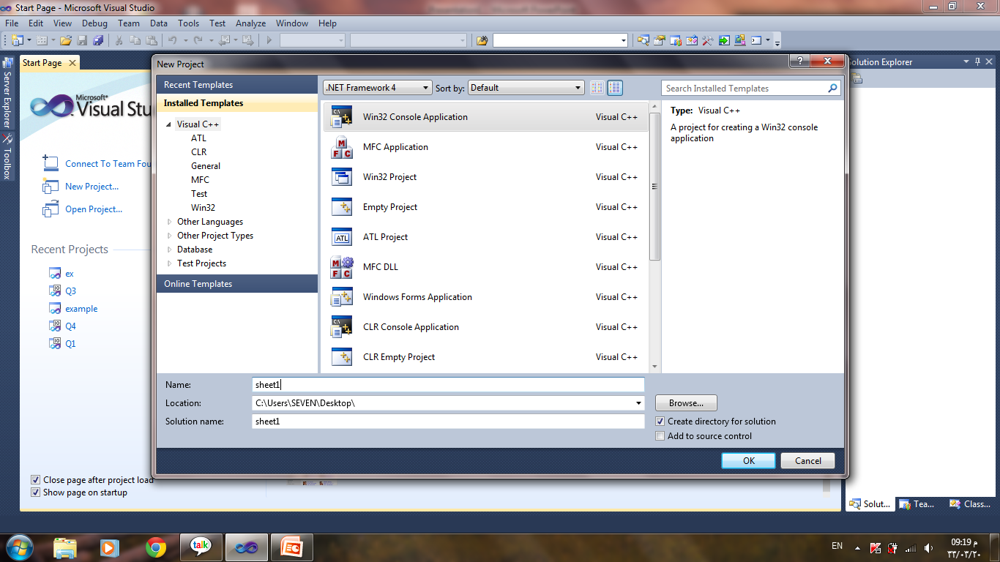 Start Page - Microsoft Visual Studio
File Edit View Debug Team Data Tools Test Analyze Window Help
Server Explorer
Toolbox
Start Page
Microsoft®
Visual Stu
Connect To Team Fou
New Project...
Open Project...
Recent Projects
ex
Q3
example
Q4
Q1
Close page after project load
Show page on startup
New Project
Recent Templates
Installed Templates
Visual C++
ATL
CLR
General
MFC
Test
Win32
Other Languages
Other Project Types
Database
Test Projects
Online Templates
.NET Framework 4 Sort by: Default
Win32 Console Application Visual C++
MFC Application Visual C++
Win32 Project Visual C++
Empty Project Visual C++
ATL Project Visual C++
MFC DLL Visual C++
Windows Forms Application Visual C++
CLR Console Application Visual C++
CLR Empty Project Visual C++
Search Installed Templates
Type: Visual C++
A project for creating a Win32 console
application
Name: sheet1
Location: C:\Users\SEVEN\Desktop\ Browse...
Solution name: sheet1
Create directory for solution
Add to source control
OK Cancel
Solution Explorer
Solut... Tea... Class...
talk
EN
09:19 م
٣٣/٠٣/٢٠